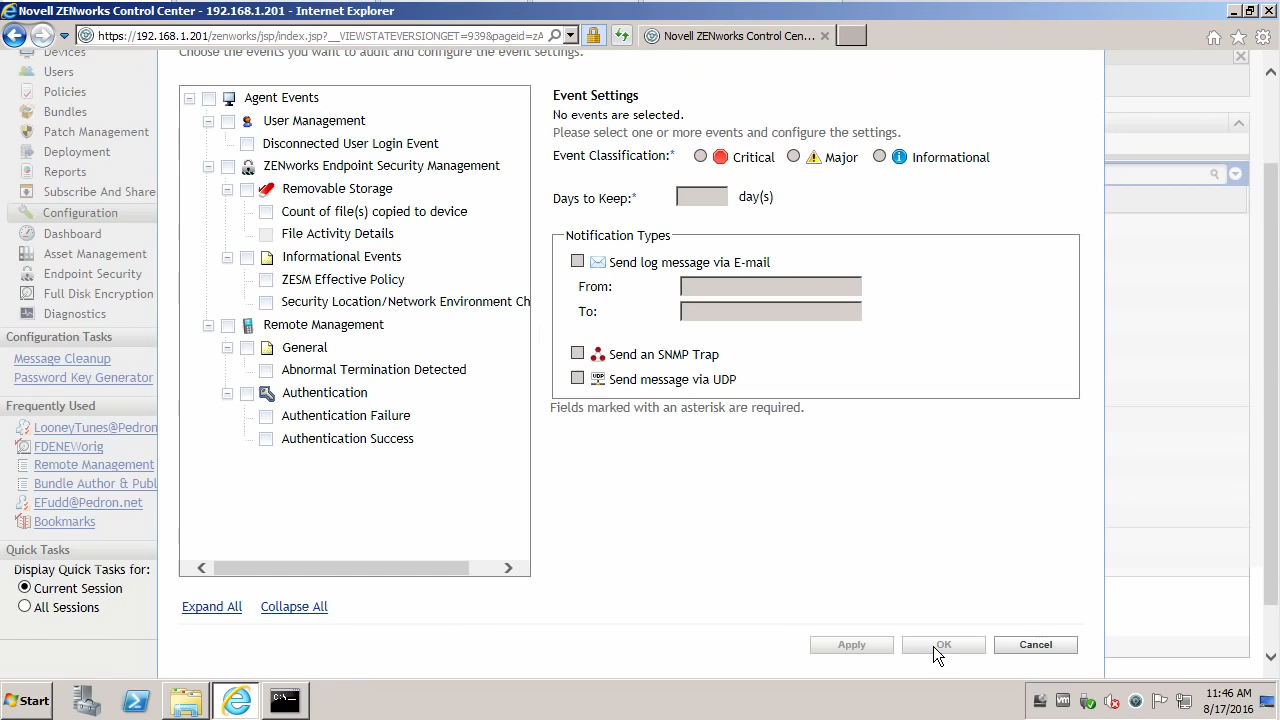 Novell ZENworks Control Center - 192.168.1.201 - Internet Explorer
https://192.168.1.201/zenworks/jsp/index.jsp?__VIEWSTATEVERSIONGET=939&pageid=zA
Novell ZENworks Control Cen...
Devices
Users
Policies
Bundles
Patch Management
Deployment
Reports
Subscribe And Share
Configuration
Dashboard
Asset Management
Endpoint Security
Full Disk Encryption
Diagnostics
Configuration Tasks
Message Cleanup
Password Key Generator
Frequently Used
LooneyTunes@Pedron
FDENEWorig
Remote Management
Bundle Author & Publ
EFudd@Pedron.net
Bookmarks
Quick Tasks
Display Quick Tasks for:
Current Session
All Sessions
Choose the events you want to audit and configure the event settings.
Agent Events
User Management
Disconnected User Login Event
ZENworks Endpoint Security Management
Removable Storage
Count of file(s) copied to device
File Activity Details
Informational Events
ZESM Effective Policy
Security Location/Network Environment Ch
Remote Management
General
Abnormal Termination Detected
Authentication
Authentication Failure
Authentication Success
Expand All Collapse All
Event Settings
No events are selected.
Please select one or more events and configure the settings.
Event Classification:* Critical Major Informational
Days to Keep:* day(s)
Notification Types
Send log message via E-mail
From:
To:
Send an SNMP Trap
UDP Send message via UDP
Fields marked with an asterisk are required.
Apply OK Cancel
Start
11:46 AM
8/17/2016